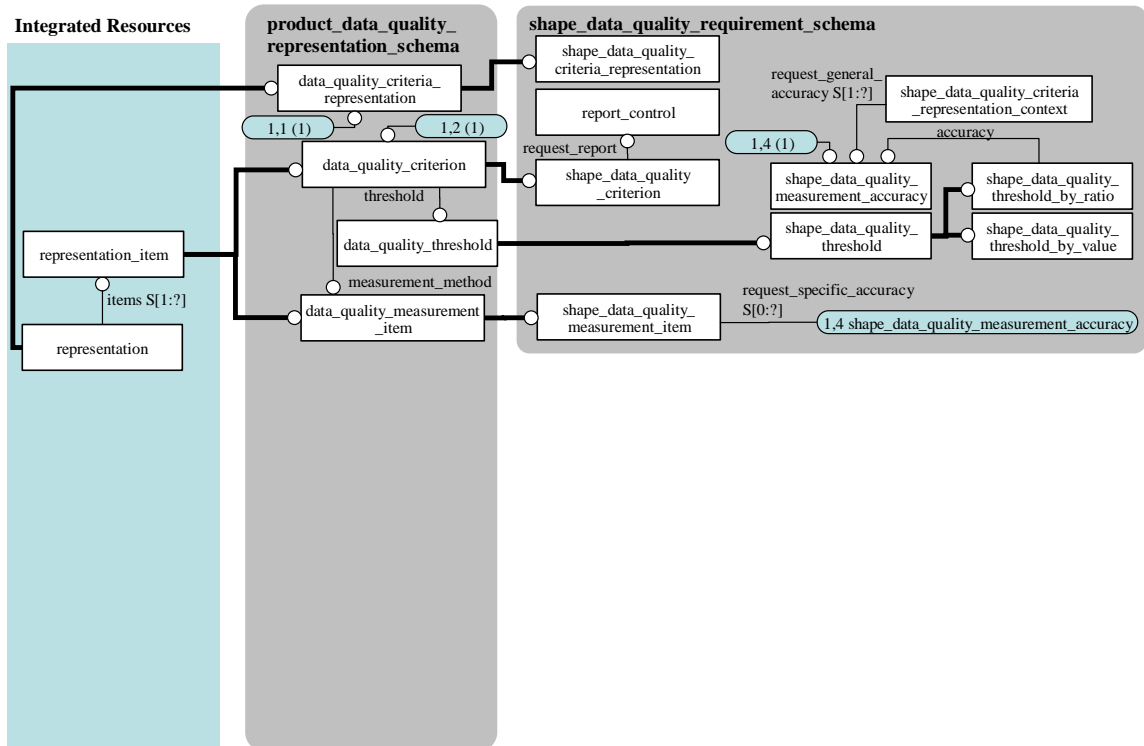 Integrated Resources
product_data_quality_
representation_schema
shape_data_quality_requirement_schema
data_quality_criteria_
representation
1,1 (1)
1,2 (1)
data_quality_criterion
threshold
data_quality_threshold
measurement_method
data_quality_measurement
_item
representation_item
items S[1:?]
representation
shape_data_quality_
criteria_representation
report_control
request_report
shape_data_quality
_criterion
request_general_
accuracy S[1:?]
shape_data_quality_criteria
_representation_context
1,4 (1)
accuracy
shape_data_quality_
measurement_accuracy
shape_data_quality_
threshold_by_ratio
shape_data_quality_
threshold
shape_data_quality_
threshold_by_value
shape_data_quality_
measurement_item
request_specific_accuracy
S[0:?]
1,4 shape_data_quality_measurement_accuracy